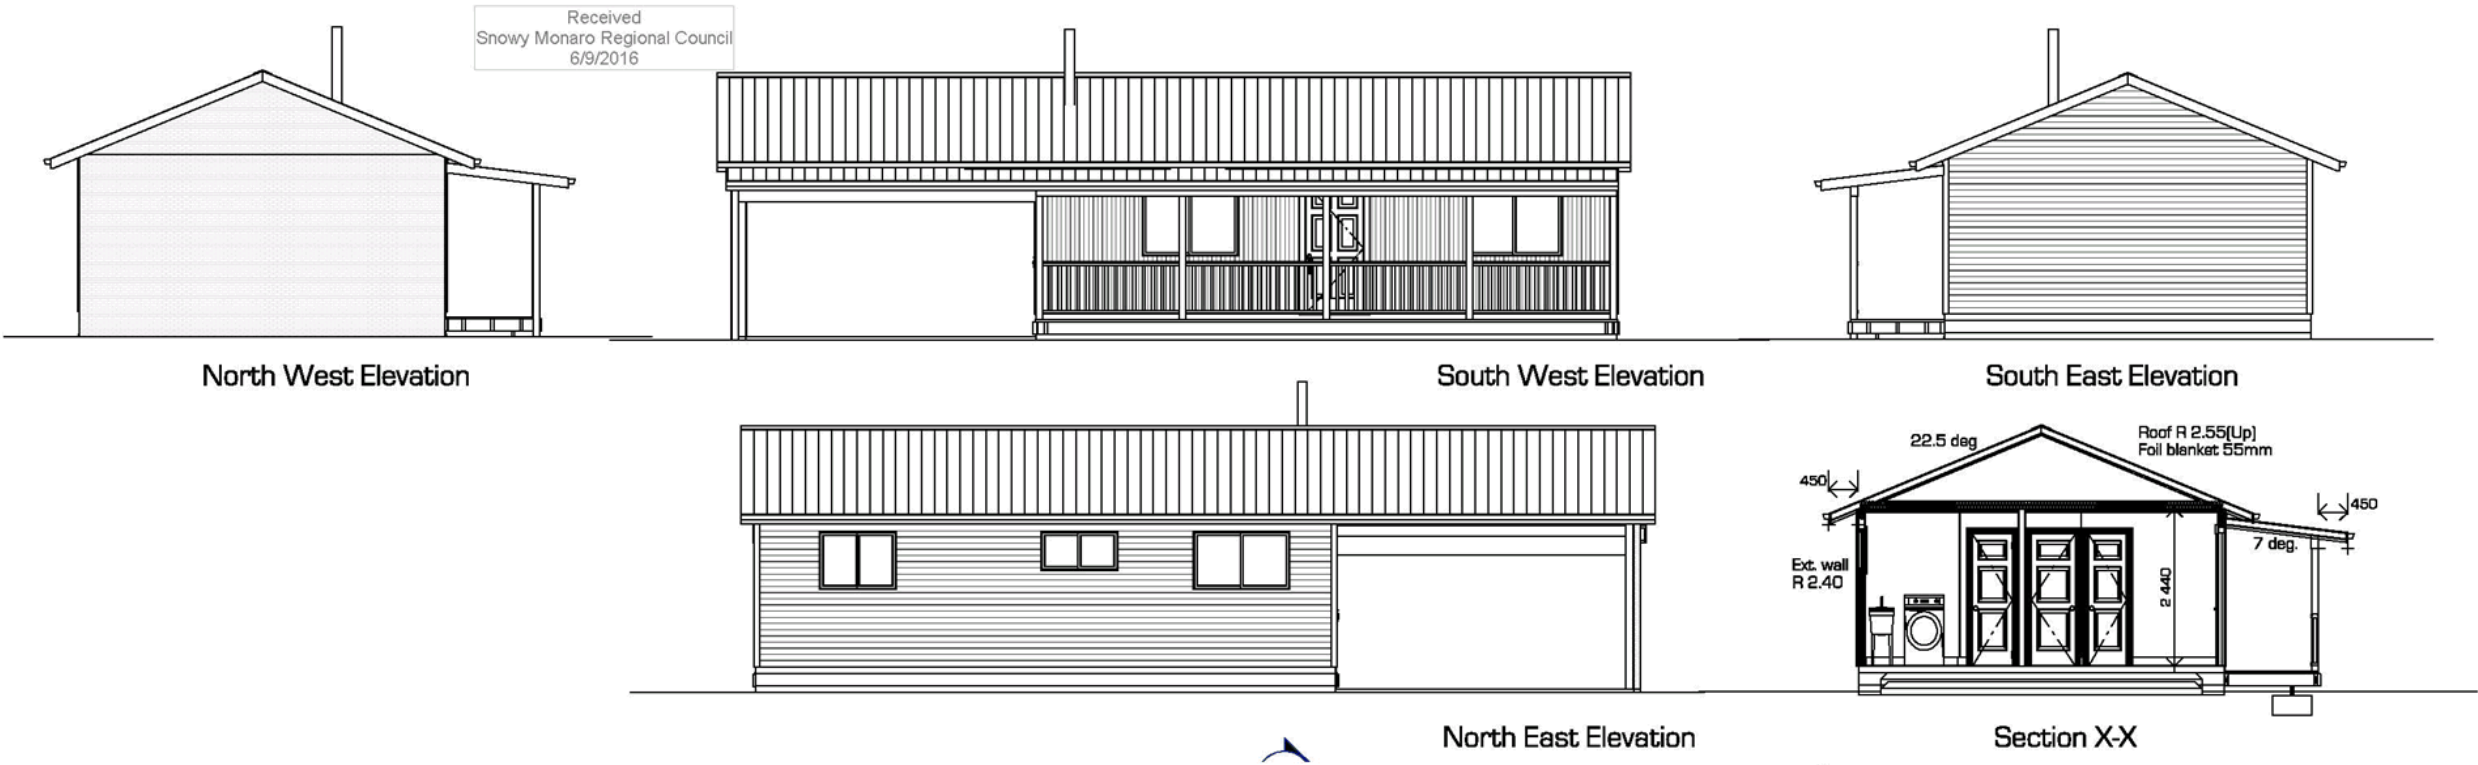 Received
Snowy Monaro Regional Council
6/9/2016
North West Elevation
South West Elevation
South East Elevation
22.5 deg
Roof R 2.55(Up)
Foil blanket 55mm
450
450
7 deg.
Ext. wall
R 2.40
2 440
North East Elevation
Section X-X